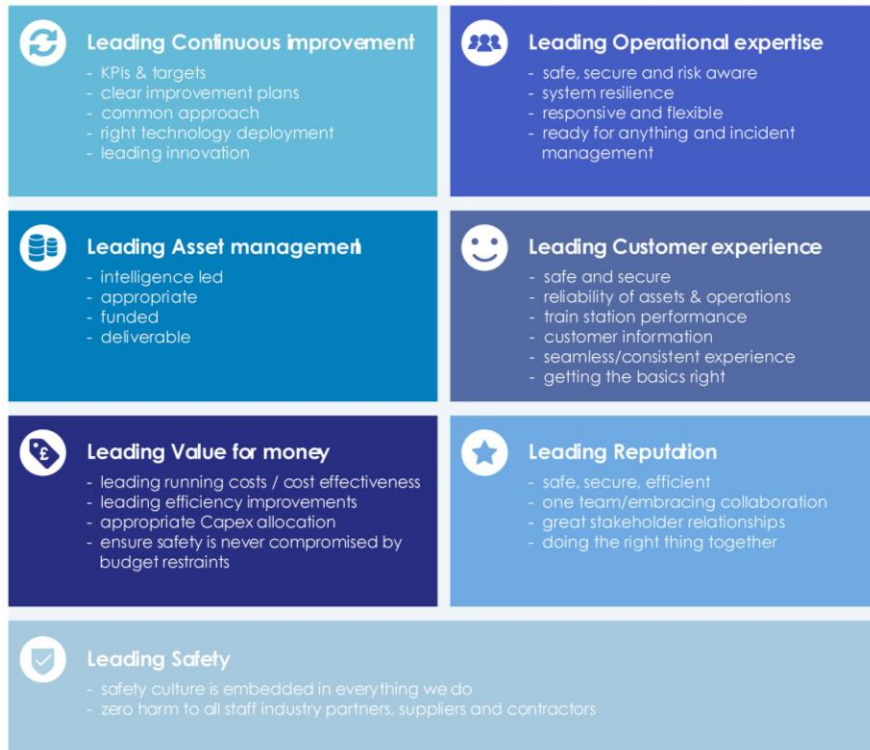 Leading Continuous improvement
- KPIs & targets
- clear improvement plans
- common approach
- right technology deployment
- leading innovation
Leading Operational expertise
- safe, secure and risk aware
- system resilience
- responsive and flexible
- ready for anything and incident
management
Leading Asset management
- intelligence led
- appropriate
- funded
- deliverable
Leading Customer experience
- safe and secure
- reliability of assets & operations
- train station performance
- customer information
- seamless/consistent experience
- getting the basics right
£
Leading Value for money
- leading running costs / cost effectiveness
- leading efficiency improvements
- appropriate Capex allocation
- ensure safety is never compromised by
budget restraints
Leading Reputation
- safe, secure, efficient
- one team/embracing collaboration
- great stakeholder relationships
- doing the right thing together
Leading Safety
- safety culture is embedded in everything we do
- zero harm to all staff industry partners, suppliers and contractors